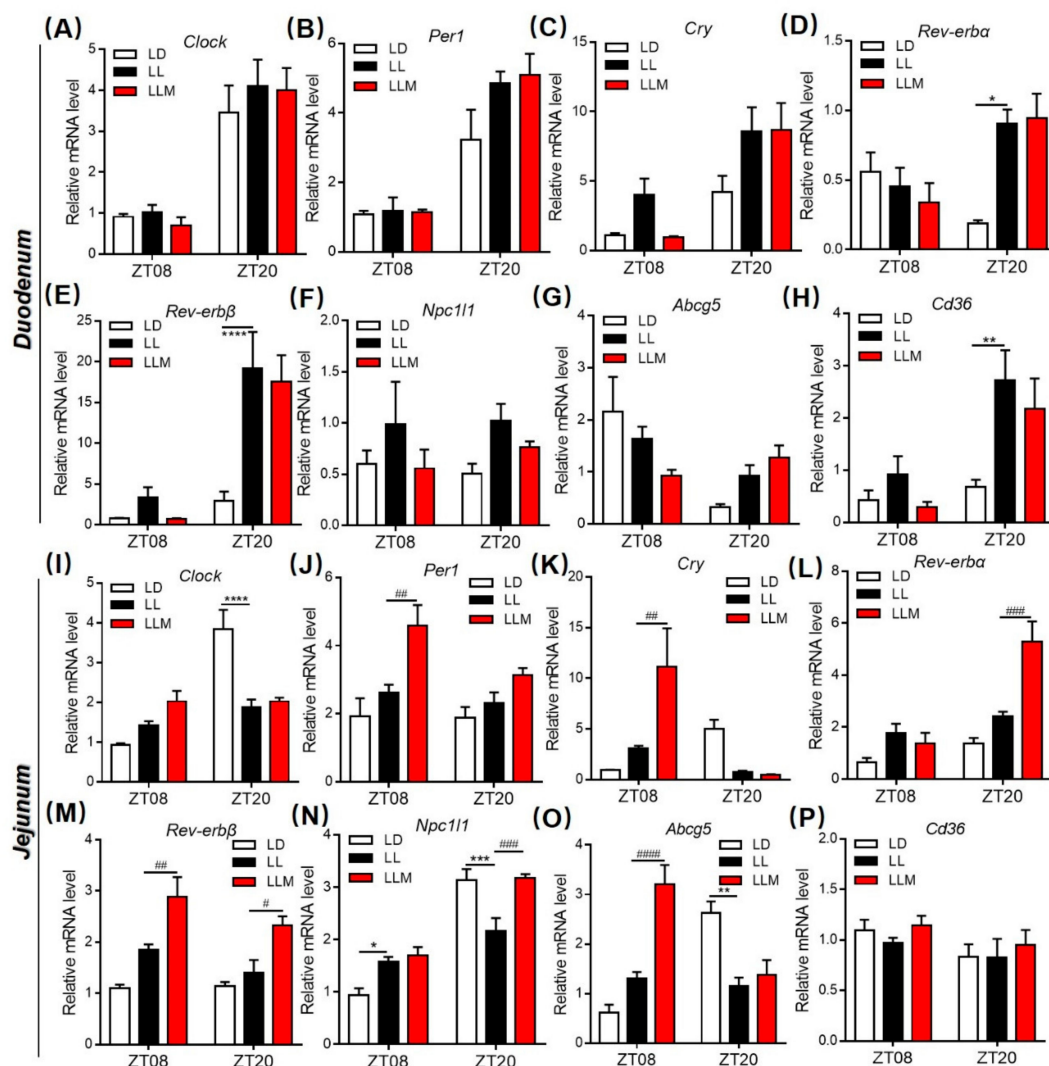 (A)
Clock
Relative mRNA level
5
4
3
2
1
0
LD
LL
LLM
ZT08
ZT20
(B)
Per1
Relative mRNA level
6
4
2
0
LD
LL
LLM
ZT08
ZT20
(C)
Cry
Relative mRNA level
15
10
5
0
LD
LL
LLM
ZT08
ZT20
(D)
Rev-erbα
Relative mRNA level
1.5
1.0
0.5
0.0
LD
LL
LLM
*
ZT08
ZT20
Duodenum
(E)
Rev-erbβ
Relative mRNA level
25
20
15
10
5
0
LD
LL
LLM
****
ZT08
ZT20
(F)
Npc1l1
Relative mRNA level
2.0
1.5
1.0
0.5
0.0
LD
LL
LLM
ZT08
ZT20
(G)
Abcg5
Relative mRNA level
4
3
2
1
0
LD
LL
LLM
ZT08
ZT20
(H)
Cd36
Relative mRNA level
4
3
2
1
0
LD
LL
LLM
**
ZT08
ZT20
(I)
Clock
Relative mRNA level
5
4
3
2
1
0
LD
LL
LLM
****
ZT08
ZT20
(J)
Per1
Relative mRNA level
6
4
2
0
LD
LL
LLM
##
ZT08
ZT20
(K)
Cry
Relative mRNA level
20
15
10
5
0
LD
LL
LLM
##
ZT08
ZT20
(L)
Rev-erbα
Relative mRNA level
8
6
4
2
0
LD
LL
LLM
###
ZT08
ZT20
Jejunum
(M)
Rev-erbβ
Relative mRNA level
4
3
2
1
0
LD
LL
LLM
##
#
ZT08
ZT20
(N)
Npc1l1
Relative mRNA level
4
3
2
1
0
LD
LL
LLM
*
***
###
ZT08
ZT20
(O)
Abcg5
Relative mRNA level
4
3
2
1
0
LD
LL
LLM
####
**
ZT08
ZT20
(P)
Cd36
Relative mRNA level
2.0
1.5
1.0
0.5
0.0
LD
LL
LLM
ZT08
ZT20